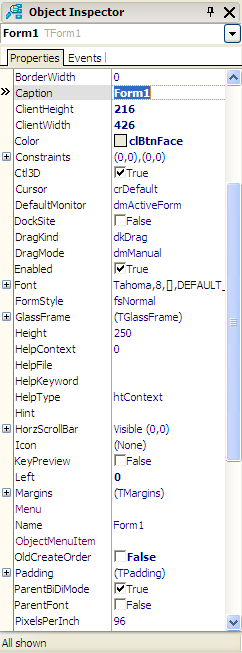 Object Inspector
Form1 TForm1
Properties Events
BorderWidth 0
Caption Form1
ClientHeight 216
ClientWidth 426
Color clBtnFace
Constraints (0,0),(0,0)
Ctl3D True
Cursor crDefault
DefaultMonitor dmActiveForm
DockSite False
DragKind dkDrag
DragMode dmManual
Enabled True
Font Tahoma,8,[],DEFAULT_
FormStyle fsNormal
GlassFrame (TGlassFrame)
Height 250
HelpContext 0
HelpFile
HelpKeyword
HelpType htContext
Hint
HorzScrollBar Visible (0,0)
Icon (None)
KeyPreview False
Left 0
Margins (TMargins)
Menu
Name Form1
ObjectMenuItem
OldCreateOrder False
Padding (TPadding)
ParentBiDiMode True
ParentFont False
PixelsPerInch 96
All shown